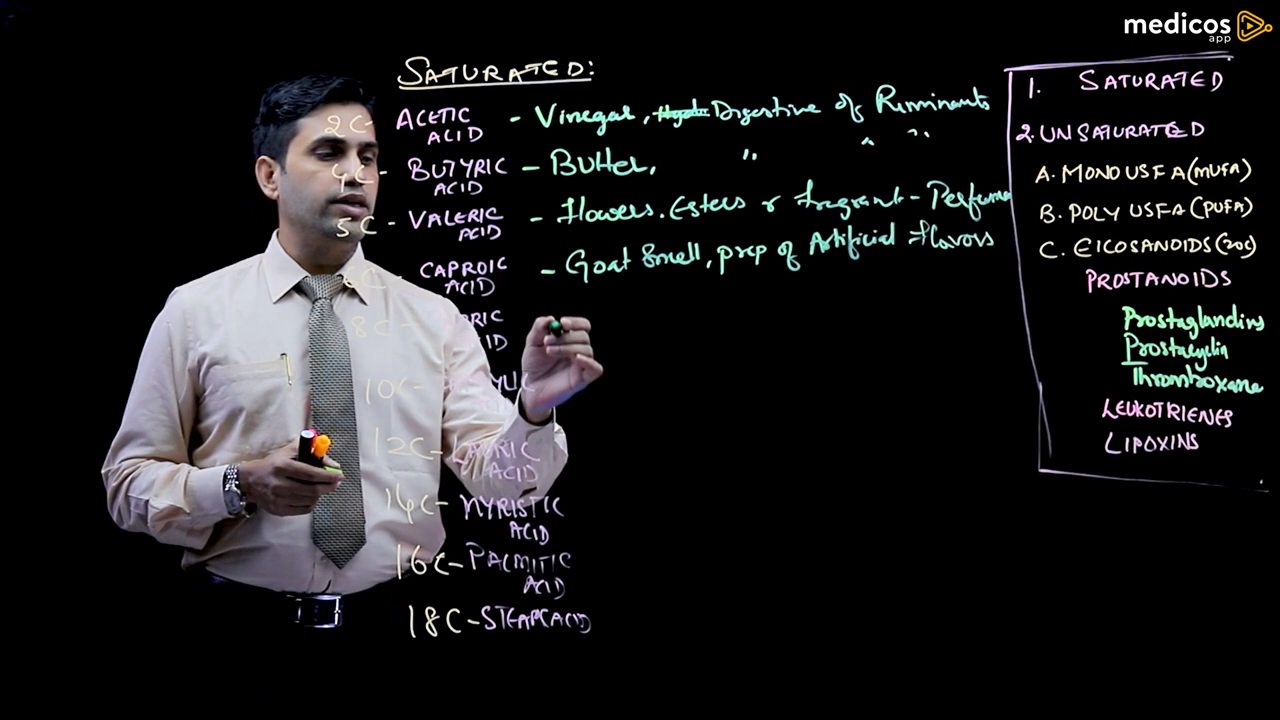 medicos
app
SATURATED:
2C- ACETIC ACID - Vinegar, Digestive of Ruminants
4C- BUTYRIC ACID - Butter, " " "
5C- VALERIC ACID - Flowers. Esters r fragrant - Perfume
6C- CAPROIC ACID - Goat Smell, prep of Artificial Flavors
8C-
10C-
12C- LAURIC ACID
14C- MYRISTIC ACID
16C- PALMITIC ACID
18C-
1. SATURATED
2. UNSATURATED
A. MONO USFA (MUFA)
B. POLY USFA (PUFA)
C. EICOSANOIDS (20C)
PROSTANOIDS
Prostaglandins
Prostacyclin
Thromboxane
LEUKOTRIENES
LIPOXINS